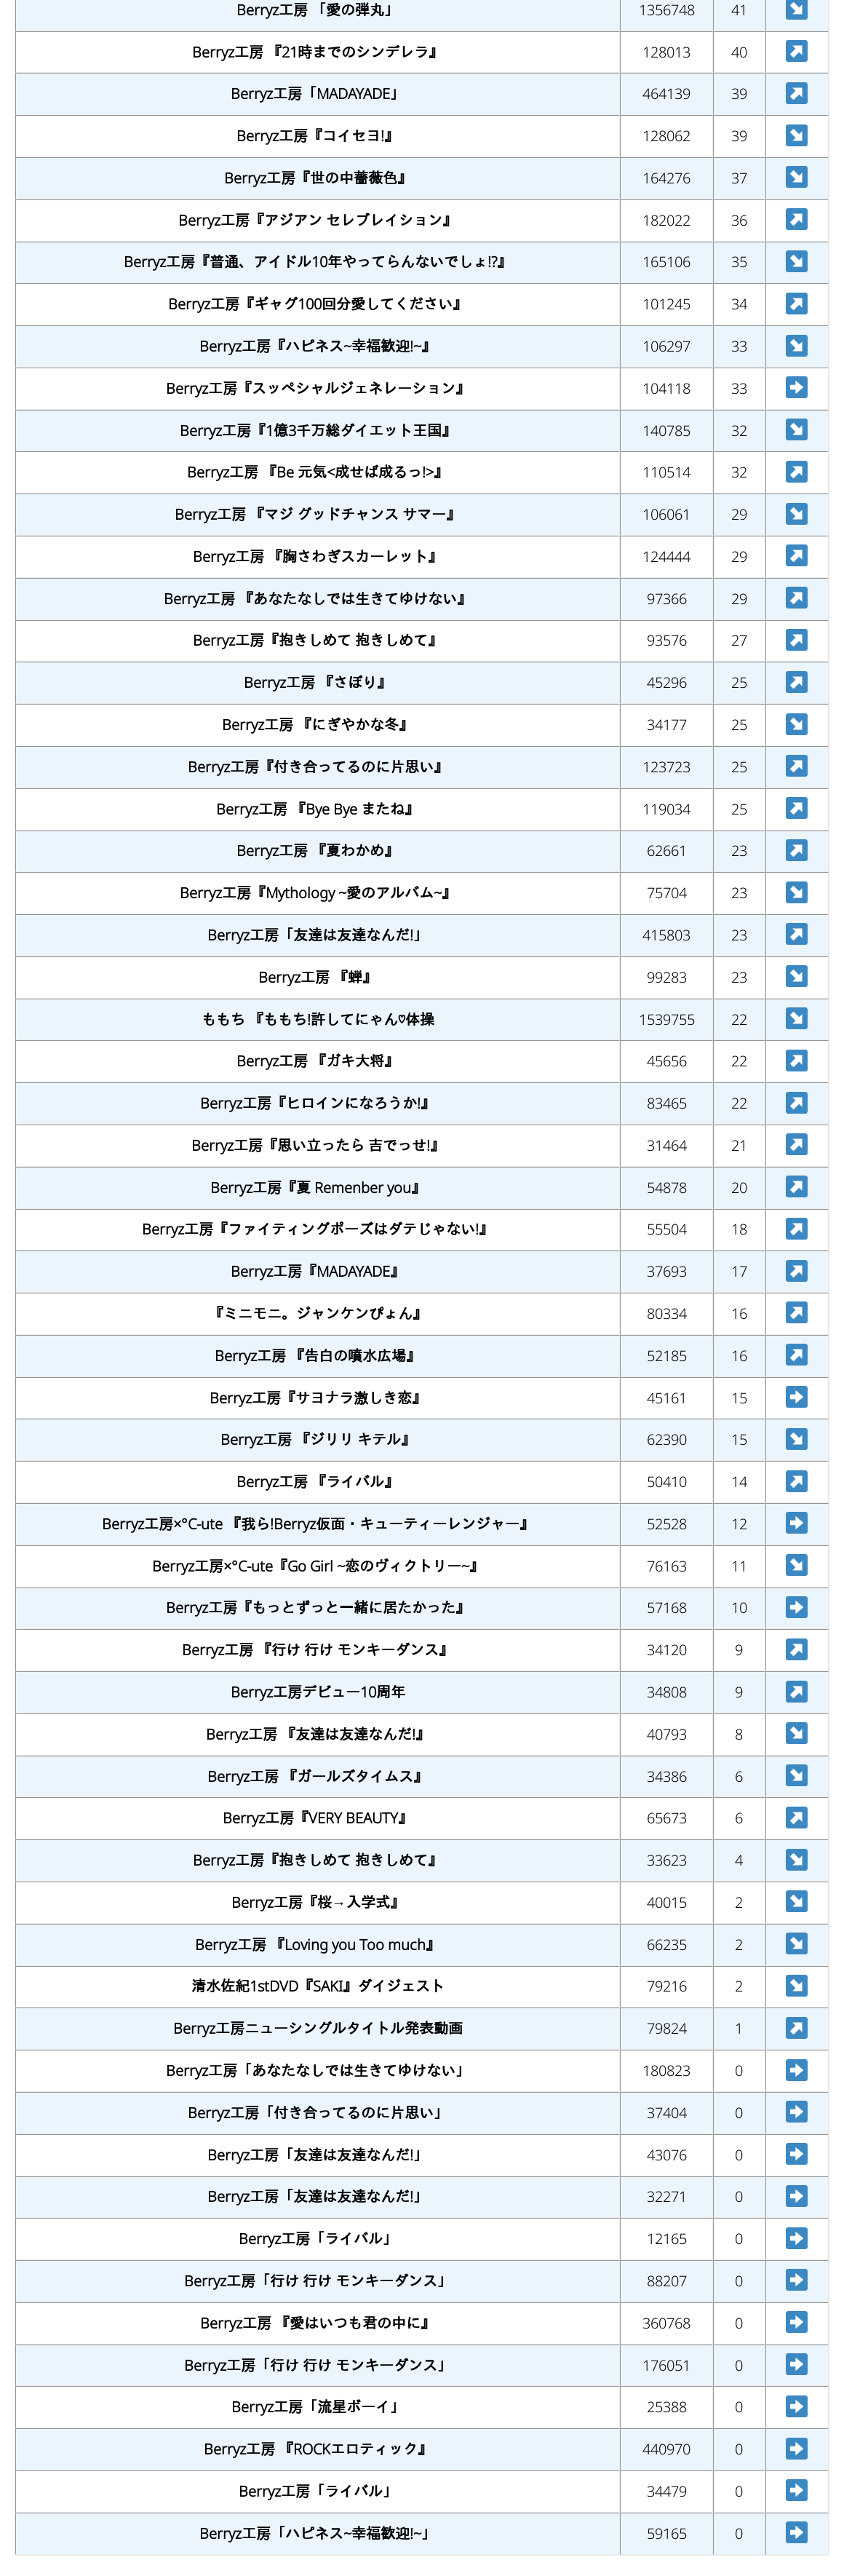 Berryz工房 「愛の弾丸」 1356748 41 ↘
Berryz工房 『21時までのシンデレラ』 128013 40 ↗
Berryz工房「MADAYADE」 464139 39 ↗
Berryz工房『コイセヨ!』 128062 39 ↘
Berryz工房『世の中薔薇色』 164276 37 ↘
Berryz工房『アジアン セレブレイション』 182022 36 ↗
Berryz工房『普通、アイドル10年やってらんないでしょ!?』 165106 35 ↘
Berryz工房『ギャグ100回分愛してください』 101245 34 ↗
Berryz工房『ハピネス~幸福歓迎!~』 106297 33 ↘
Berryz工房『スッペシャルジェネレーション』 104118 33 ➡
Berryz工房『1億3千万総ダイエット王国』 140785 32 ↘
Berryz工房 『Be 元気<成せば成るっ!>』 110514 32 ↗
Berryz工房 『マジ グッドチャンス サマー』 106061 29 ↘
Berryz工房 『胸さわぎスカーレット』 124444 29 ↗
Berryz工房 『あなたなしでは生きてゆけない』 97366 29 ↗
Berryz工房『抱きしめて 抱きしめて』 93576 27 ↗
Berryz工房 『さぼり』 45296 25 ↗
Berryz工房 『にぎやかな冬』 34177 25 ↘
Berryz工房『付き合ってるのに片思い』 123723 25 ↗
Berryz工房 『Bye Bye またね』 119034 25 ↗
Berryz工房 『夏わかめ』 62661 23 ↗
Berryz工房『Mythology ~愛のアルバム~』 75704 23 ↘
Berryz工房「友達は友達なんだ!」 415803 23 ↗
Berryz工房 『蝉』 99283 23 ↘
ももち 『ももち!許してにゃん♡体操 1539755 22 ↘
Berryz工房 『ガキ大将』 45656 22 ↗
Berryz工房『ヒロインになろうか!』 83465 22 ↗
Berryz工房『思い立ったら 吉でっせ!』 31464 21 ↗
Berryz工房『夏 Remenber you』 54878 20 ↗
Berryz工房『ファイティングポーズはダテじゃない!』 55504 18 ↗
Berryz工房『MADAYADE』 37693 17 ↗
『ミニモニ。ジャンケンぴょん』 80334 16 ↗
Berryz工房 『告白の噴水広場』 52185 16 ↗
Berryz工房『サヨナラ激しき恋』 45161 15 ➡
Berryz工房 『ジリリ キテル』 62390 15 ↘
Berryz工房 『ライバル』 50410 14 ↗
Berryz工房×°C-ute 『我ら!Berryz仮面・キューティーレンジャー』 52528 12 ➡
Berryz工房×°C-ute『Go Girl ~恋のヴィクトリー~』 76163 11 ↘
Berryz工房『もっとずっと一緒に居たかった』 57168 10 ➡
Berryz工房 『行け 行け モンキーダンス』 34120 9 ↗
Berryz工房デビュー10周年 34808 9 ↗
Berryz工房 『友達は友達なんだ!』 40793 8 ↘
Berryz工房 『ガールズタイムス』 34386 6 ↘
Berryz工房『VERY BEAUTY』 65673 6 ↗
Berryz工房『抱きしめて 抱きしめて』 33623 4 ↘
Berryz工房『桜→入学式』 40015 2 ↘
Berryz工房 『Loving you Too much』 66235 2 ↘
清水佐紀1stDVD『SAKI』ダイジェスト 79216 2 ↘
Berryz工房ニューシングルタイトル発表動画 79824 1 ↗
Berryz工房「あなたなしでは生きてゆけない」 180823 0 ➡
Berryz工房「付き合ってるのに片思い」 37404 0 ➡
Berryz工房「友達は友達なんだ!」 43076 0 ➡
Berryz工房「友達は友達なんだ!」 32271 0 ➡
Berryz工房「ライバル」 12165 0 ➡
Berryz工房「行け 行け モンキーダンス」 88207 0 ➡
Berryz工房 『愛はいつも君の中に』 360768 0 ➡
Berryz工房「行け 行け モンキーダンス」 176051 0 ➡
Berryz工房「流星ボーイ」 25388 0 ➡
Berryz工房 『ROCKエロティック』 440970 0 ➡
Berryz工房「ライバル」 34479 0 ➡
Berryz工房「ハピネス~幸福歓迎!~」 59165 0 ➡